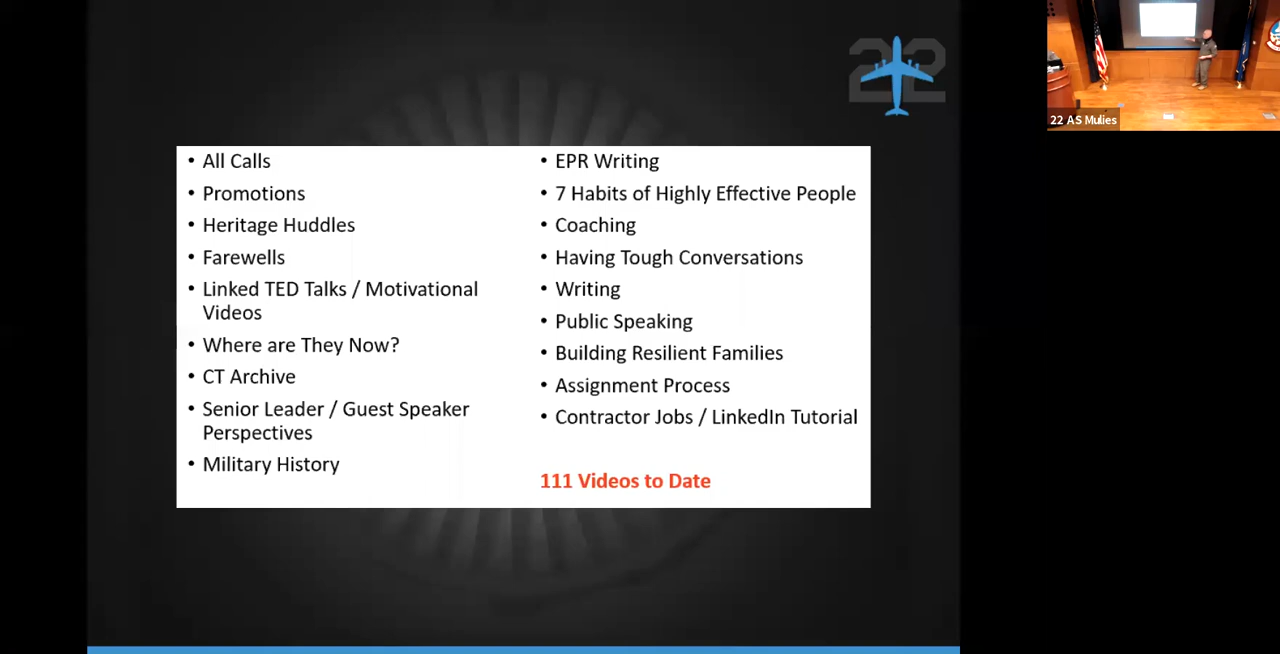 22
• All Calls
• Promotions
• Heritage Huddles
• Farewells
• Linked TED Talks / Motivational
Videos
• Where are They Now?
• CT Archive
• Senior Leader / Guest Speaker
Perspectives
• Military History
• EPR Writing
• 7 Habits of Highly Effective People
• Coaching
• Having Tough Conversations
• Writing
• Public Speaking
• Building Resilient Families
• Assignment Process
• Contractor Jobs / LinkedIn Tutorial
111 Videos to Date
22 AS Mulies